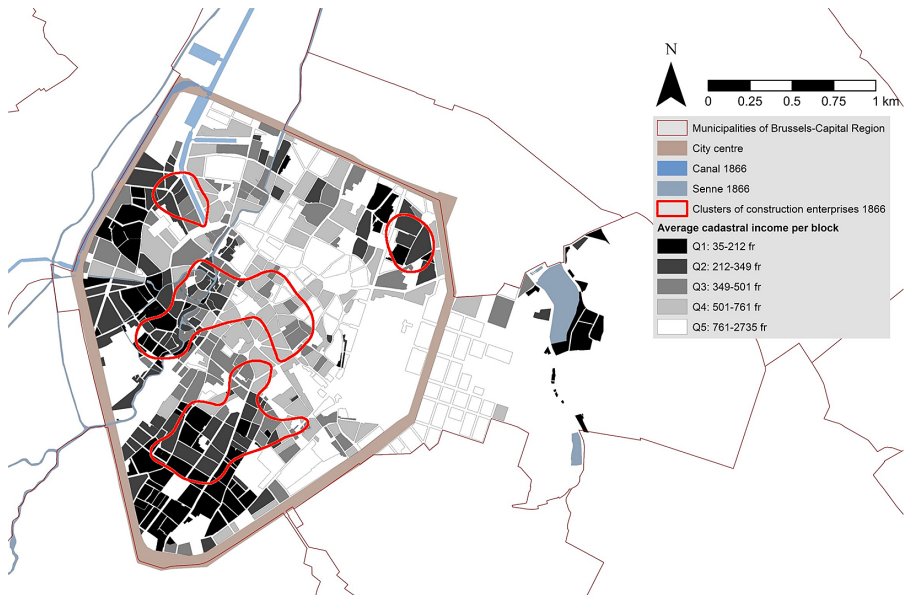 N
0 0.25 0.5 0.75 1 km
Municipalities of Brussels-Capital Region
City centre
Canal 1866
Senne 1866
Clusters of construction enterprises 1866
Average cadastral income per block
Q1: 35-212 fr
Q2: 212-349 fr
Q3: 349-501 fr
Q4: 501-761 fr
Q5: 761-2735 fr